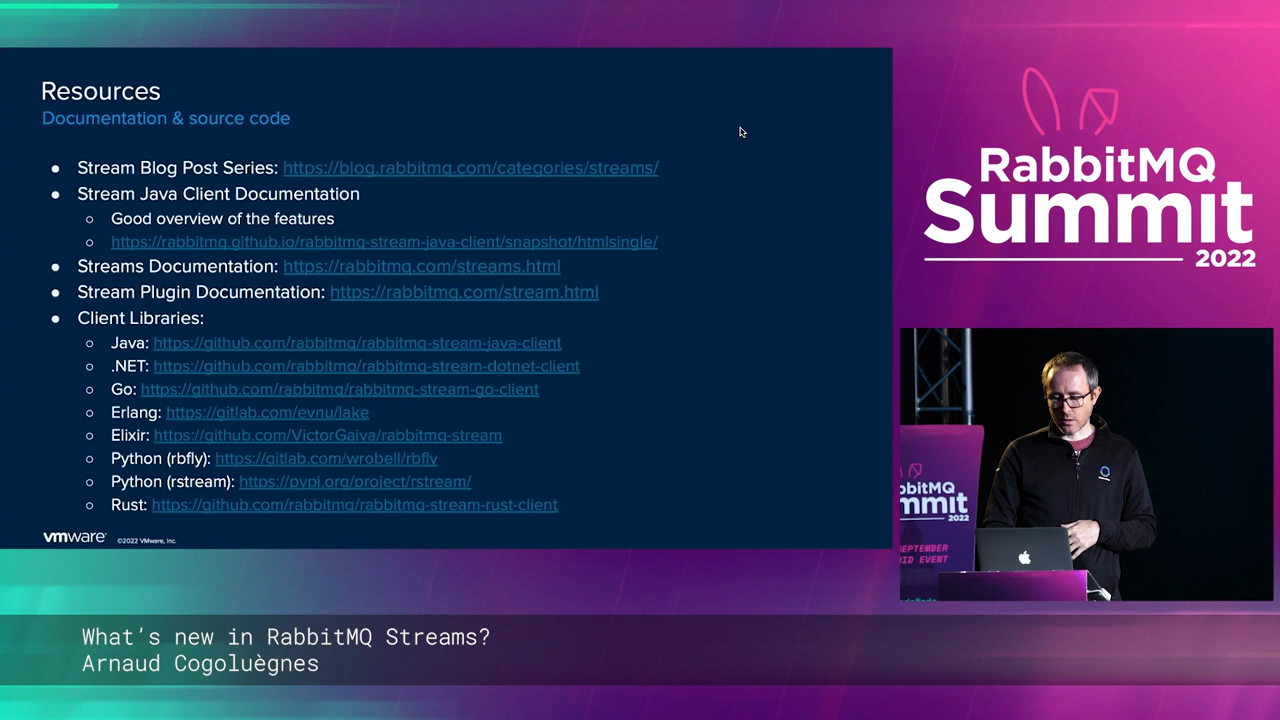 Resources
Documentation & source code
● Stream Blog Post Series: https://blog.rabbitmq.com/categories/streams/
● Stream Java Client Documentation
○ Good overview of the features
○ https://rabbitmq.github.io/rabbitmq-stream-java-client/snapshot/htmlsingle/
● Streams Documentation: https://rabbitmq.com/streams.html
● Stream Plugin Documentation: https://rabbitmq.com/stream.html
● Client Libraries:
○ Java: https://github.com/rabbitmq/rabbitmq-stream-java-client
○ .NET: https://github.com/rabbitmq/rabbitmq-stream-dotnet-client
○ Go: https://github.com/rabbitmq/rabbitmq-stream-go-client
○ Erlang: https://gitlab.com/evnu/lake
○ Elixir: https://github.com/VictorGaiva/rabbitmq-stream
○ Python (rbfly): https://gitlab.com/wrobell/rbfly
○ Python (rstream): https://pypi.org/project/rstream/
○ Rust: https://github.com/rabbitmq/rabbitmq-stream-rust-client
vmware® ©2022 VMware, Inc.
RabbitMQ
Summit
2022
bbitMQ
mmit
2022
EPTEMBER
RID EVENT
What's new in RabbitMQ Streams?
Arnaud Cogoluègnes